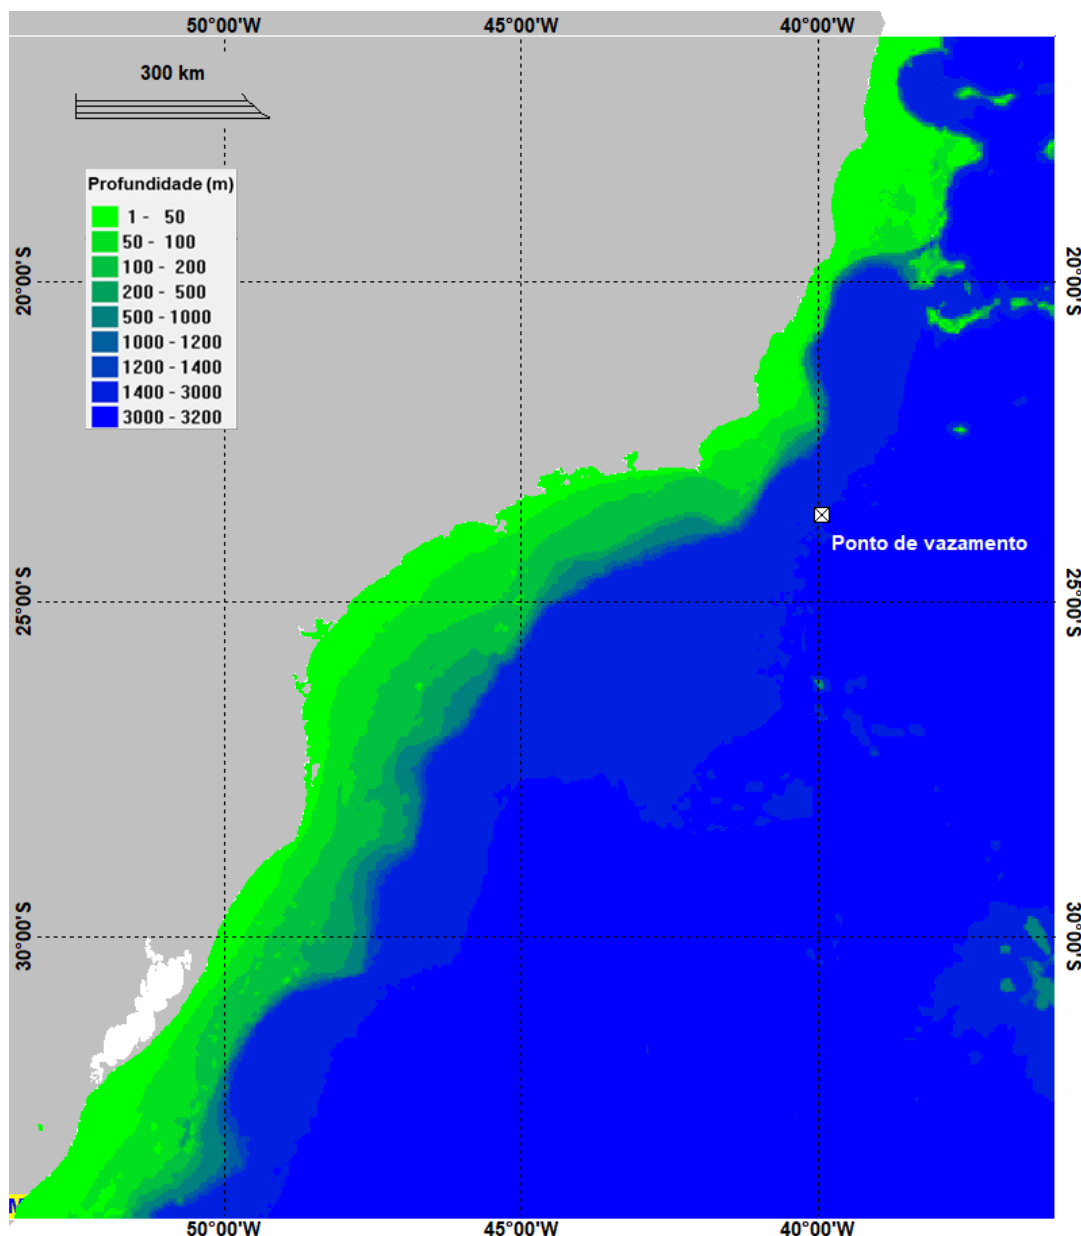 50°00'W 45°00'W 40°00'W
300 km
Profundidade (m)
1 - 50
50 - 100
100 - 200
200 - 500
500 - 1000
1000 - 1200
1200 - 1400
1400 - 3000
3000 - 3200
20°00'S 20°00'S
Ponto de vazamento
25°00'S 25°00'S
30°00'S 30°00'S
M
50°00'W 45°00'W 40°00'W